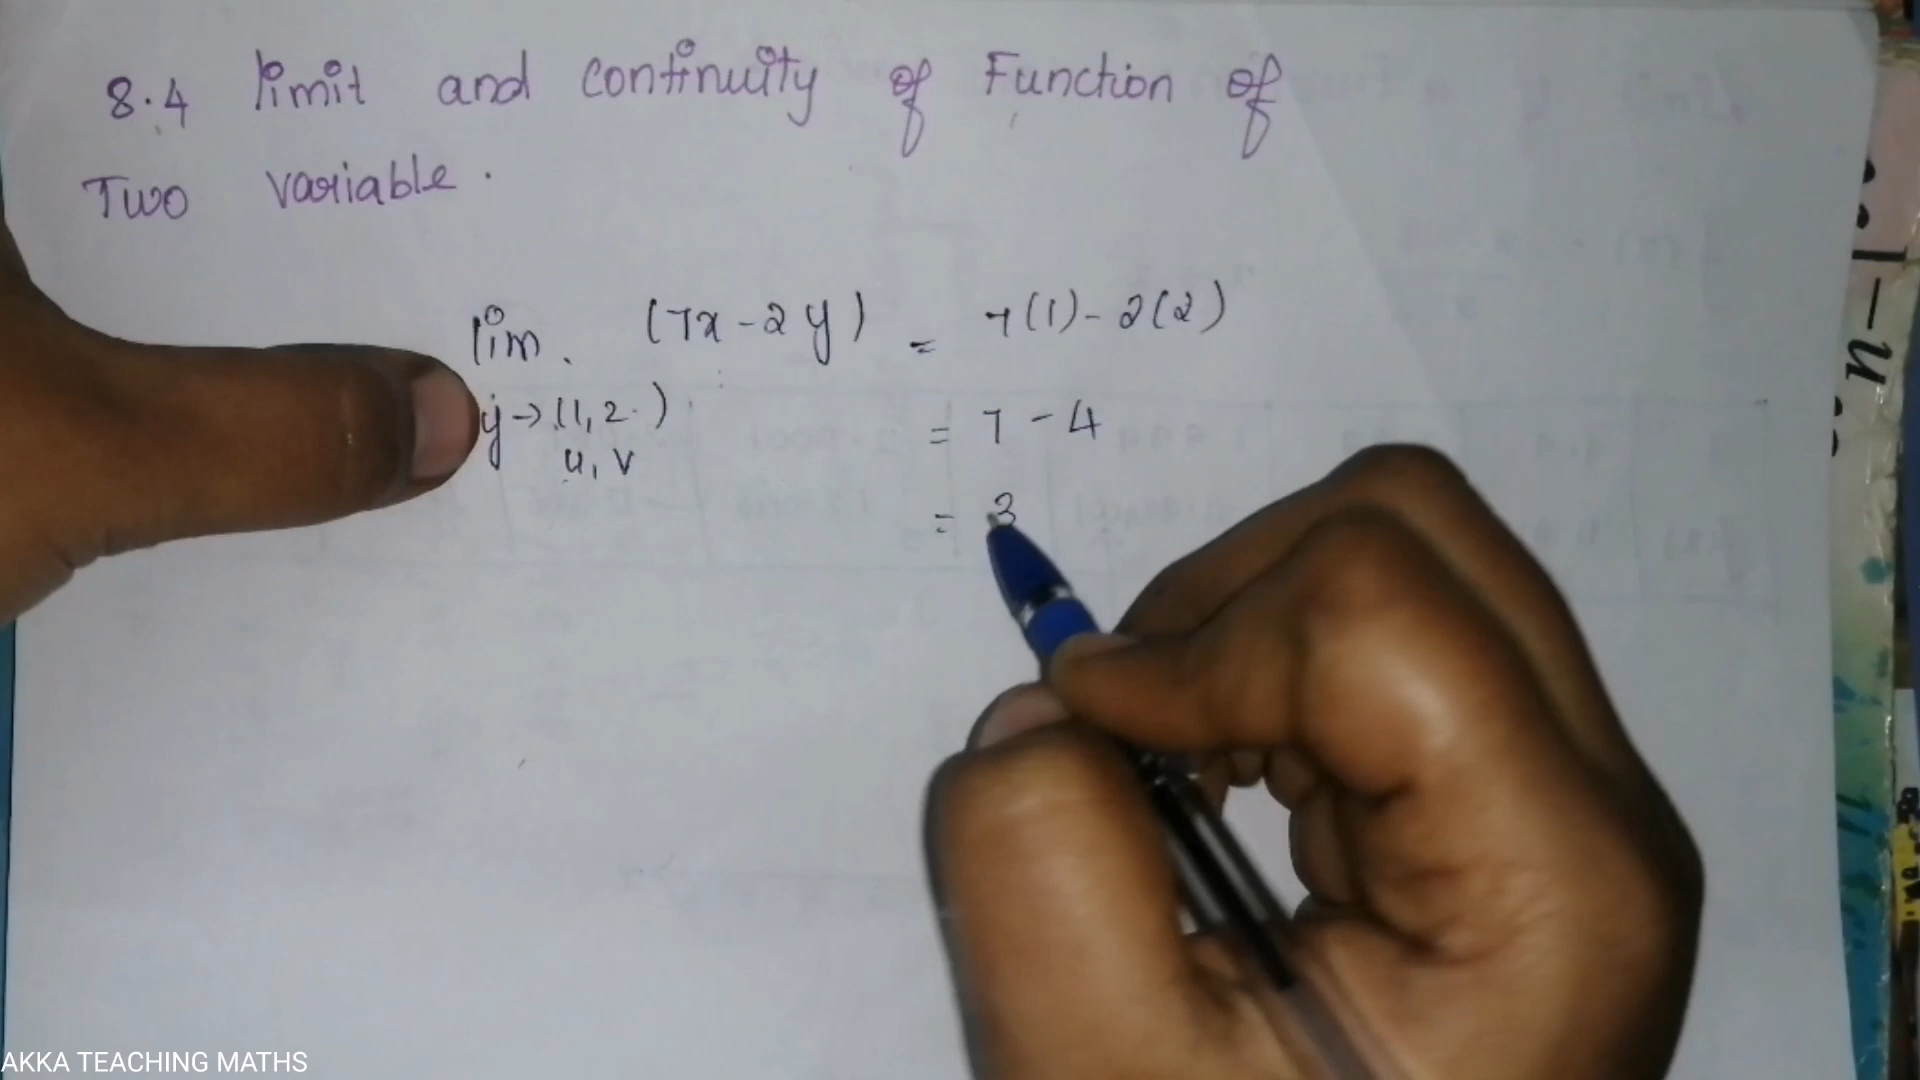 8.4 limit and continuity of Function of
Two variable.
lim (7x-2y) = 7(1)-2(2)
y→(1,2)
u,v
= 7-4
= 3
AKKA TEACHING MATHS